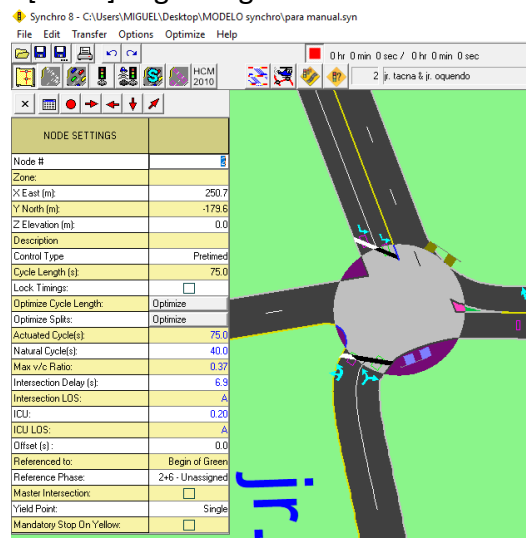 Synchro 8 - C:\Users\MIGUEL\Desktop\MODELO synchro\para manual.syn
File Edit Transfer Options Optimize Help
0 hr 0 min 0 sec / 0 hr 0 min 0 sec
HCM
2010
2 jr. tacna & jr. oquendo
NODE SETTINGS
Node #
Zone:
X East (m): 250.7
Y North (m): -179.6
Z Elevation (m): 0.0
Description
Control Type Pretimed
Cycle Length (s): 75.0
Lock Timings:
Optimize Cycle Length: Optimize
Optimize Splits: Optimize
Actuated Cycle(s): 75.0
Natural Cycle(s): 40.0
Max v/c Ratio: 0.37
Intersection Delay (s): 6.9
Intersection LOS: A
ICU: 0.20
ICU LOS: A
Offset (s) : 0.0
Referenced to: Begin of Green
Reference Phase: 2+6 - Unassigned
Master Intersection:
Yield Point: Single
Mandatory Stop On Yellow:
jr.